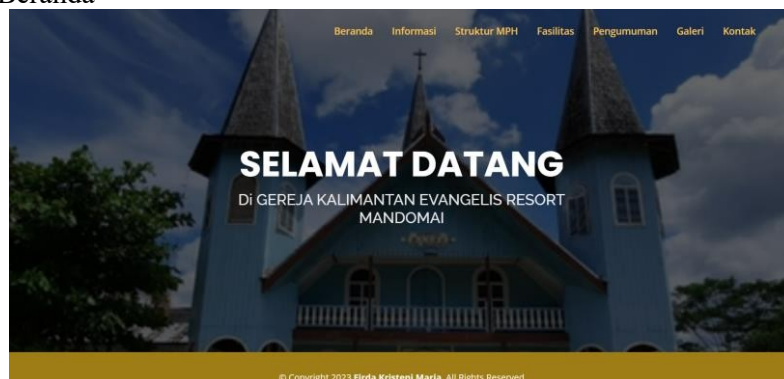 Beranda
Beranda Informasi Struktur MPH Fasilitas Pengumuman Galeri Kontak
SELAMAT DATANG
Di GEREJA KALIMANTAN EVANGELIS RESORT
MANDOMAI
© Copyright 2023 Firda Kristeni Maria. All Rights Reserved